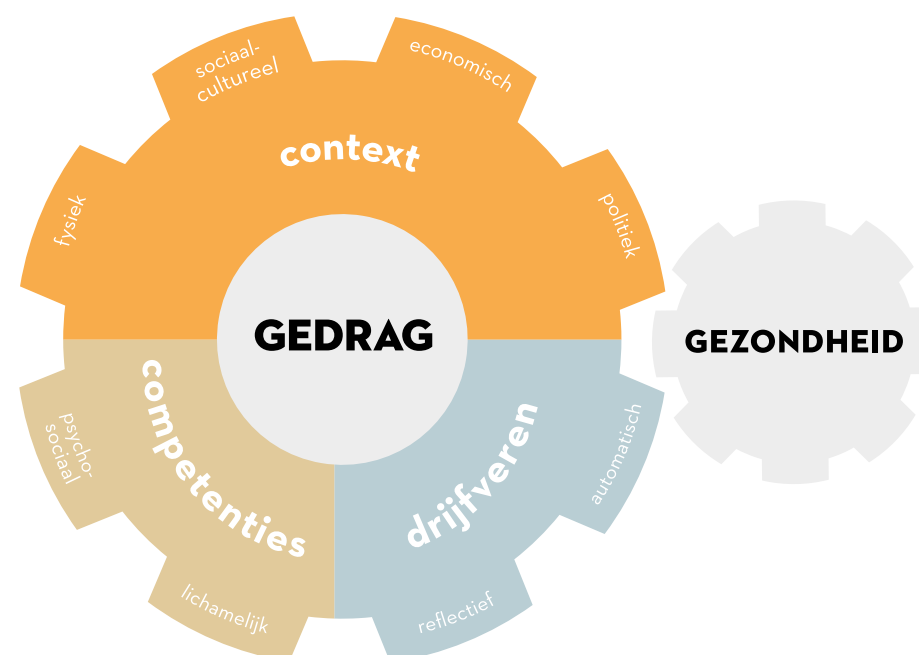 sociaal-
cultureel
economisch
context
fysiek
politiek
GEDRAG
GEZONDHEID
competenties
drijfveren
psycho-
sociaal
automatisch
lichamelijk
reflectief